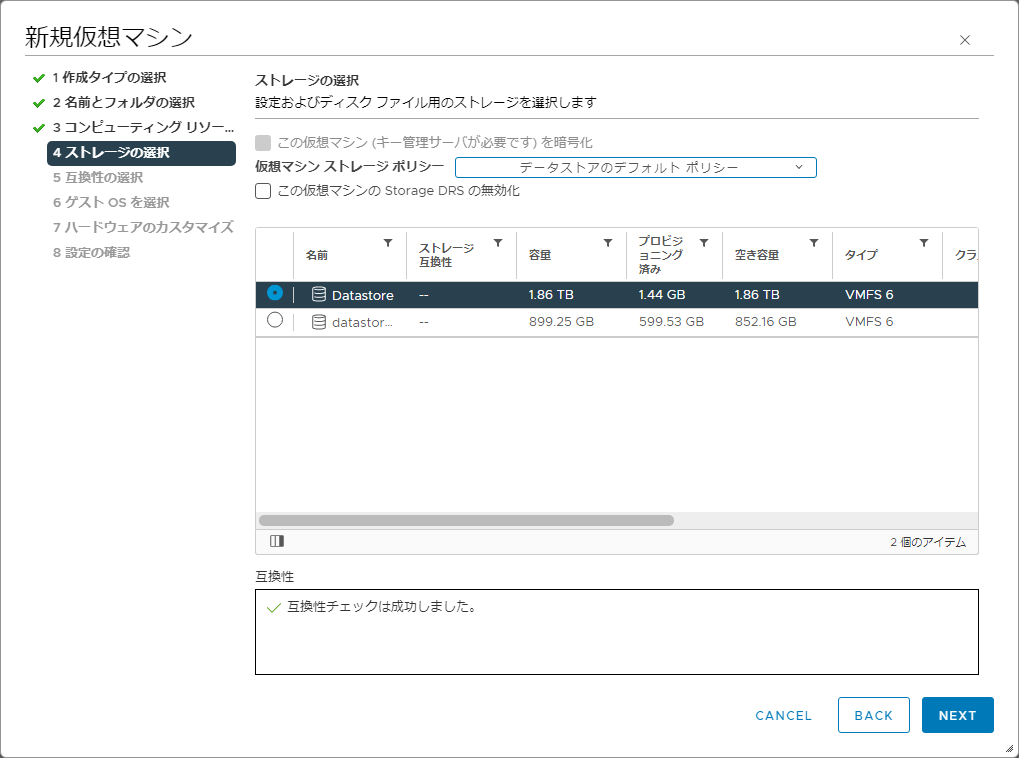 新規仮想マシン
1 作成タイプの選択
2 名前とフォルダの選択
3 コンピューティング リソー...
4 ストレージの選択
5 互換性の選択
6 ゲスト OS を選択
7 ハードウェアのカスタマイズ
8 設定の確認
ストレージの選択
設定およびディスク ファイル用のストレージを選択します
この仮想マシン (キー管理サーバが必要です) を暗号化
仮想マシン ストレージ ポリシー データストアのデフォルト ポリシー
この仮想マシンの Storage DRS の無効化
名前 ストレージ互換性 容量 プロビジョニング済み 空き容量 タイプ クラ
Datastore -- 1.86 TB 1.44 GB 1.86 TB VMFS 6
datastor... -- 899.25 GB 599.53 GB 852.16 GB VMFS 6
2 個のアイテム
互換性
互換性チェックは成功しました。
CANCEL BACK NEXT